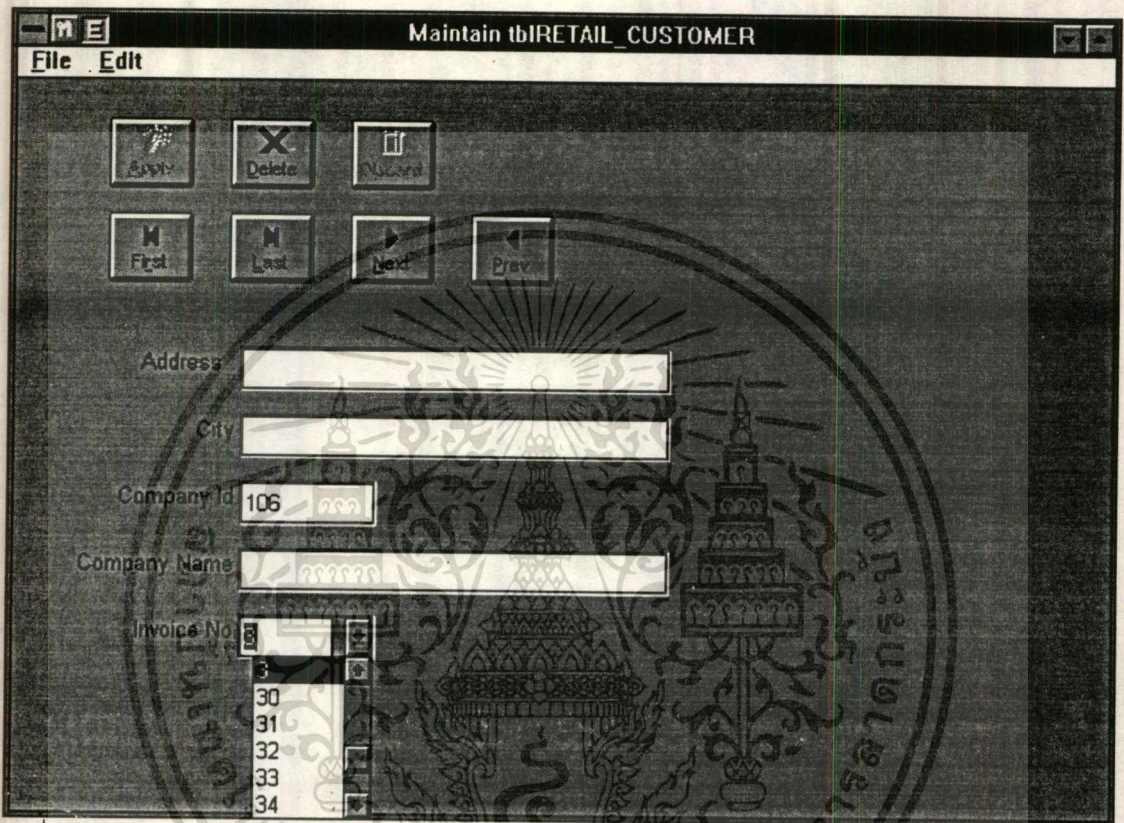 ก E Maintain tblRETAIL_CUSTOMER
File Edit
Apply Delete Discard
First Last Next Prev
Address
City
Company Id 106
Company Name
Invoice No
30
31
32
33
34